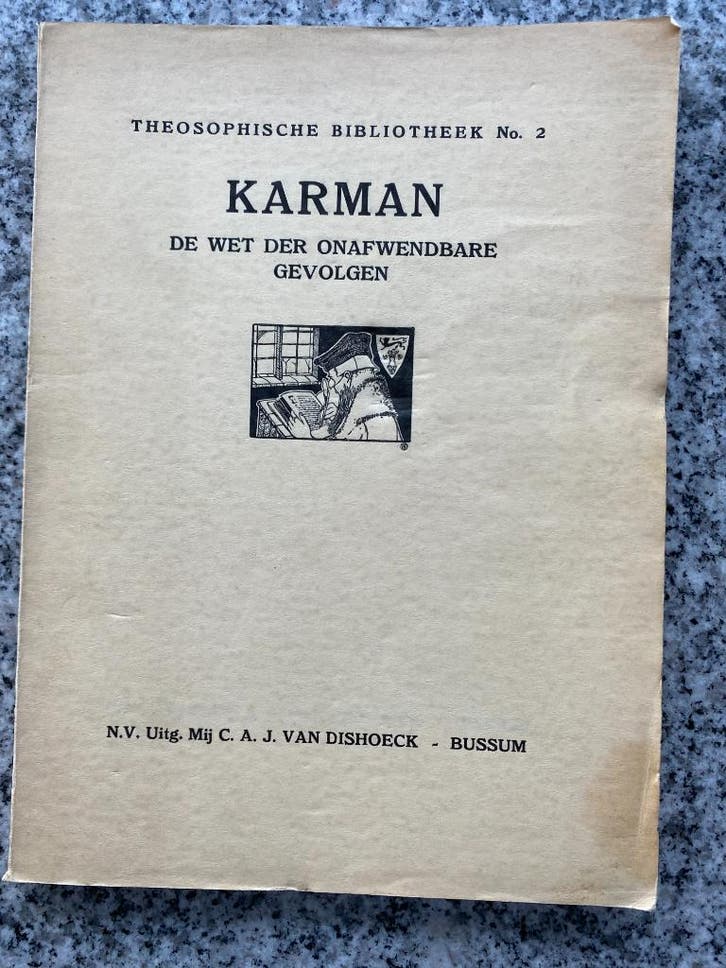 THEOSOPHISCHE BIBLIOTHEEK No. 2
KARMAN
DE WET DER ONAFWENDBARE
GEVOLGEN
N.V. Uitg. Mij C. A. J. VAN DISHOECK - BUSSUM